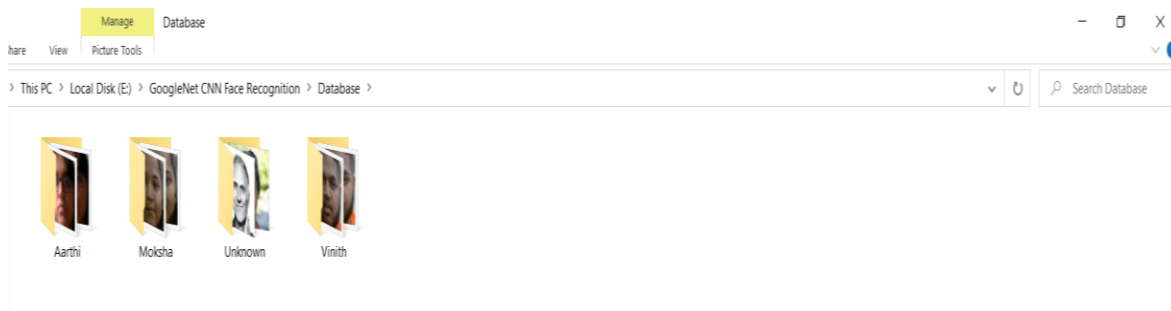 Manage Database
hare View Picture Tools
> This PC > Local Disk (E:) > GoogleNet CNN Face Recognition > Database > Search Database
Aarthi Moksha Unknown Vinith